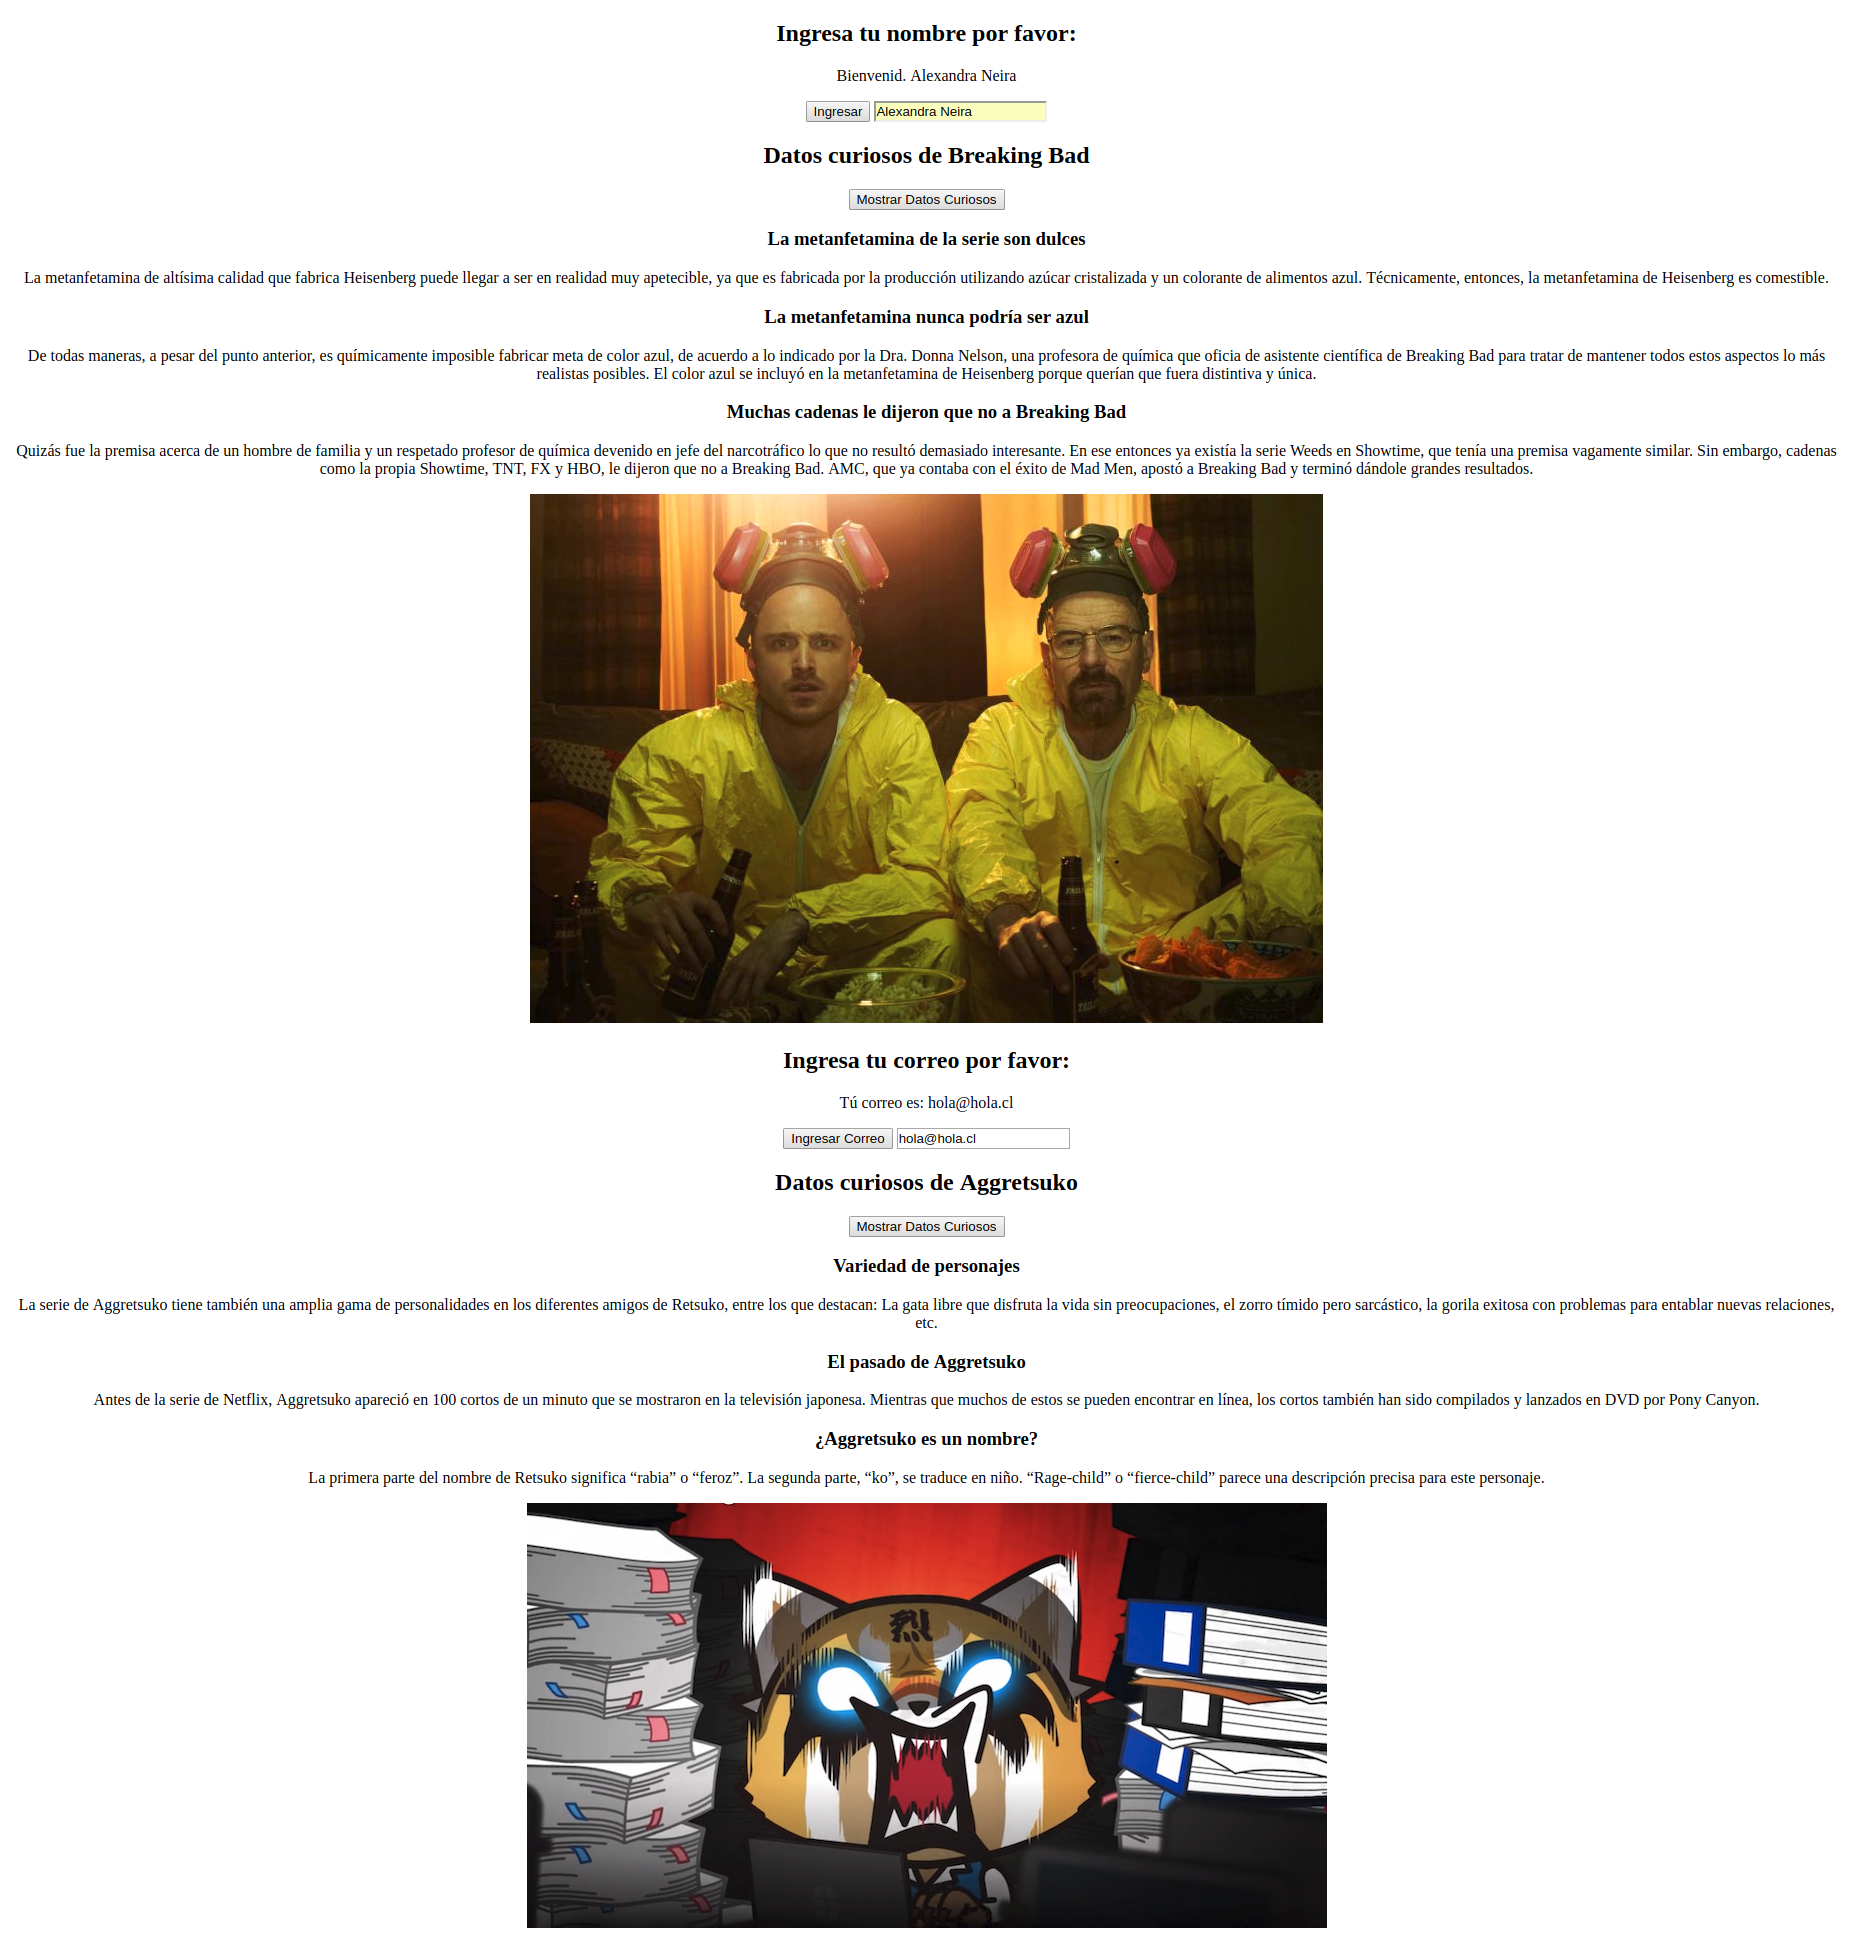 Ingresa tu nombre por favor:
Bienvenid. Alexandra Neira
Ingresar Alexandra Neira
Datos curiosos de Breaking Bad
Mostrar Datos Curiosos
La metanfetamina de la serie son dulces
La metanfetamina de altísima calidad que fabrica Heisenberg puede llegar a ser en realidad muy apetecible, ya que es fabricada por la producción utilizando azúcar cristalizada y un colorante de alimentos azul. Técnicamente, entonces, la metanfetamina de Heisenberg es comestible.
La metanfetamina nunca podría ser azul
De todas maneras, a pesar del punto anterior, es químicamente imposible fabricar meta de color azul, de acuerdo a lo indicado por la Dra. Donna Nelson, una profesora de química que oficia de asistente científica de Breaking Bad para tratar de mantener todos estos aspectos lo más
realistas posibles. El color azul se incluyó en la metanfetamina de Heisenberg porque querían que fuera distintiva y única.
Muchas cadenas le dijeron que no a Breaking Bad
Quizás fue la premisa acerca de un hombre de familia y un respetado profesor de química devenido en jefe del narcotráfico lo que no resultó demasiado interesante. En ese entonces ya existía la serie Weeds en Showtime, que tenía una premisa vagamente similar. Sin embargo, cadenas
como la propia Showtime, TNT, FX y HBO, le dijeron que no a Breaking Bad. AMC, que ya contaba con el éxito de Mad Men, apostó a Breaking Bad y terminó dándole grandes resultados.
Ingresa tu correo por favor:
Tú correo es: hola@hola.cl
Ingresar Correo hola@hola.cl
Datos curiosos de Aggretsuko
Mostrar Datos Curiosos
Variedad de personajes
La serie de Aggretsuko tiene también una amplia gama de personalidades en los diferentes amigos de Retsuko, entre los que destacan: La gata libre que disfruta la vida sin preocupaciones, el zorro tímido pero sarcástico, la gorila exitosa con problemas para entablar nuevas relaciones,
etc.
El pasado de Aggretsuko
Antes de la serie de Netflix, Aggretsuko apareció en 100 cortos de un minuto que se mostraron en la televisión japonesa. Mientras que muchos de estos se pueden encontrar en línea, los cortos también han sido compilados y lanzados en DVD por Pony Canyon.
¿Aggretsuko es un nombre?
La primera parte del nombre de Retsuko significa “rabia” o “feroz”. La segunda parte, “ko”, se traduce en niño. “Rage-child” o “fierce-child” parece una descripción precisa para este personaje.
烈